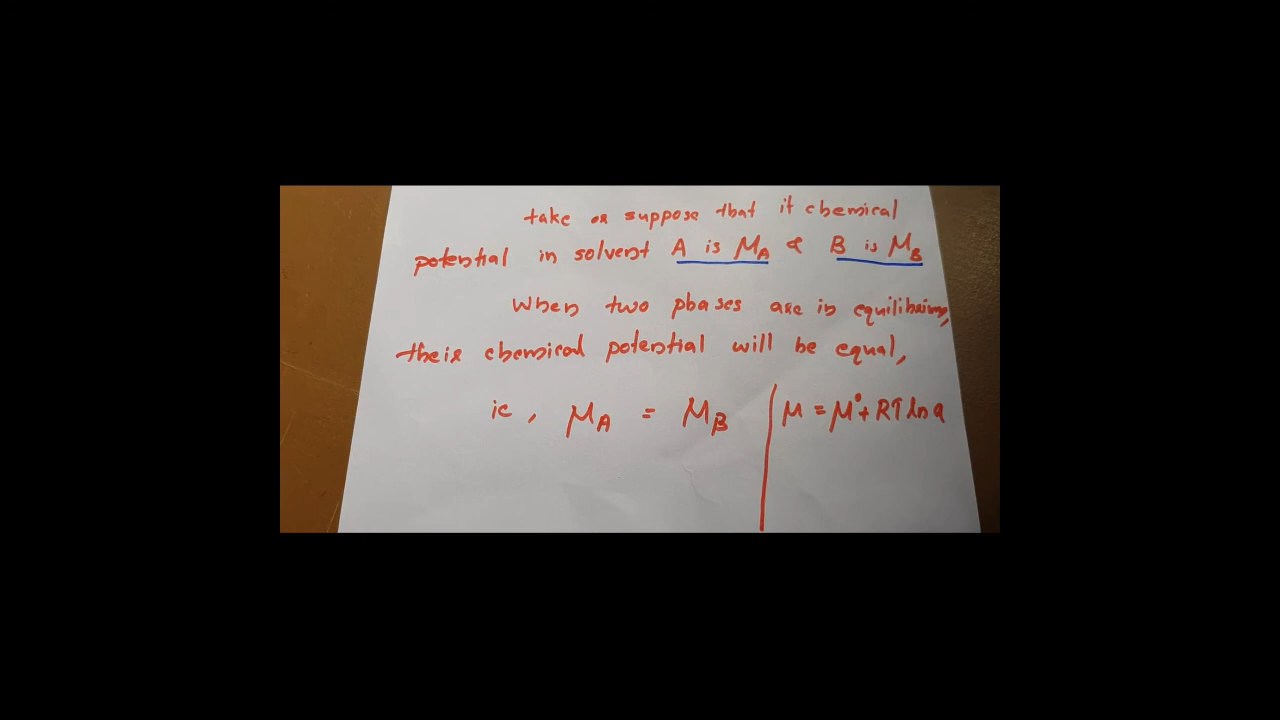 take or suppose that it chemical
potential in solvent A is μA & B is μB
When two phases are in equilibrium,
their chemical potential will be equal,
ie, μA = μB | μ = μ° + RT ln a